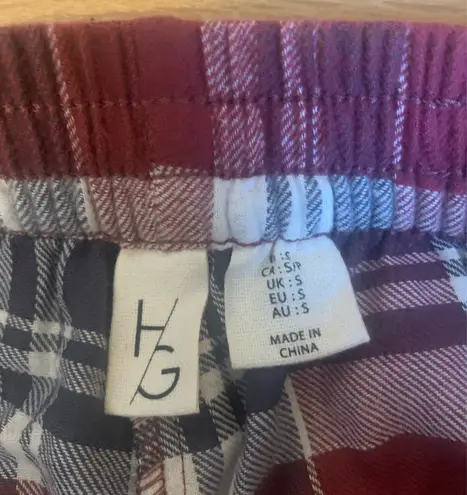 H/G
CA : S/P
UK : S
EU : S
AU : S
MADE IN
CHINA